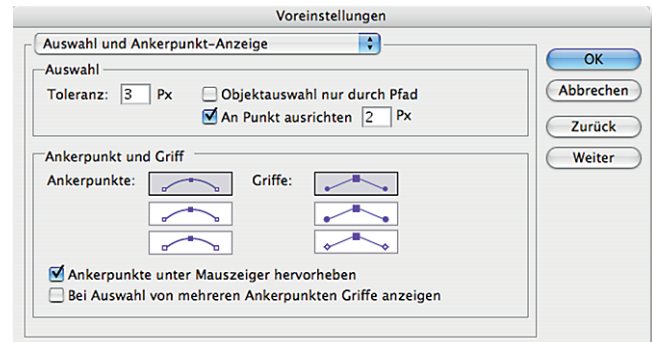 Voreinstellungen
Auswahl und Ankerpunkt-Anzeige
OK
Auswahl
Toleranz: 3 Px Objektauswahl nur durch Pfad
Abbrechen
An Punkt ausrichten 2 Px
Zurück
Ankerpunkt und Griff
Weiter
Ankerpunkte: Griffe:
Ankerpunkte unter Mauszeiger hervorheben
Bei Auswahl von mehreren Ankerpunkten Griffe anzeigen